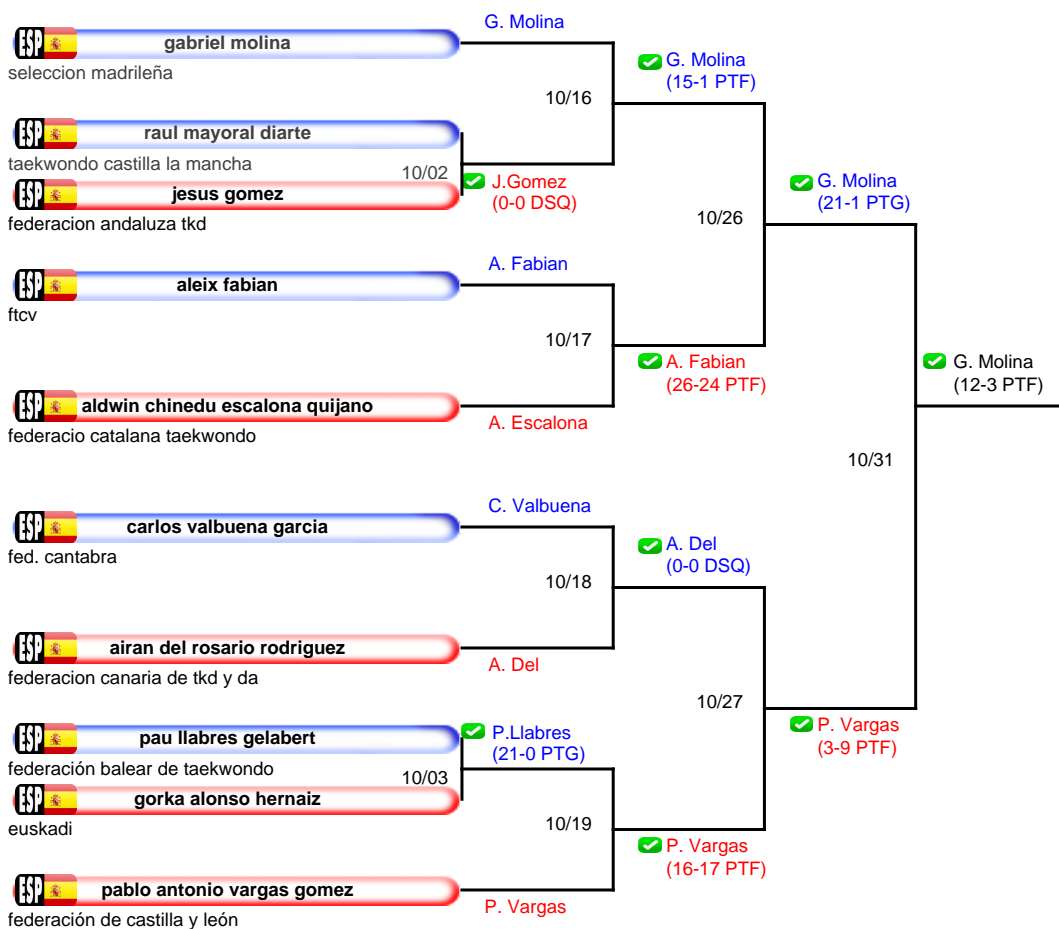 G. Molina
ESP gabriel molina
seleccion madrileña
G. Molina
(15-1 PTF)
10/16
ESP raul mayoral diarte
taekwondo castilla la mancha
10/02
ESP jesus gomez
federacion andaluza tkd
J.Gomez
(0-0 DSQ)
G. Molina
(21-1 PTG)
10/26
A. Fabian
ESP aleix fabian
ftcv
10/17
A. Fabian
(26-24 PTF)
G. Molina
(12-3 PTF)
ESP aldwin chinedu escalona quijano
federacio catalana taekwondo
A. Escalona
10/31
C. Valbuena
ESP carlos valbuena garcia
fed. cantabra
A. Del
(0-0 DSQ)
10/18
ESP airan del rosario rodriguez
federacion canaria de tkd y da
A. Del
10/27
ESP pau llabres gelabert
federación balear de taekwondo
P.Llabres
(21-0 PTG)
P. Vargas
(3-9 PTF)
10/03
ESP gorka alonso hernaiz
euskadi
10/19
P. Vargas
(16-17 PTF)
ESP pablo antonio vargas gomez
federación de castilla y león
P. Vargas